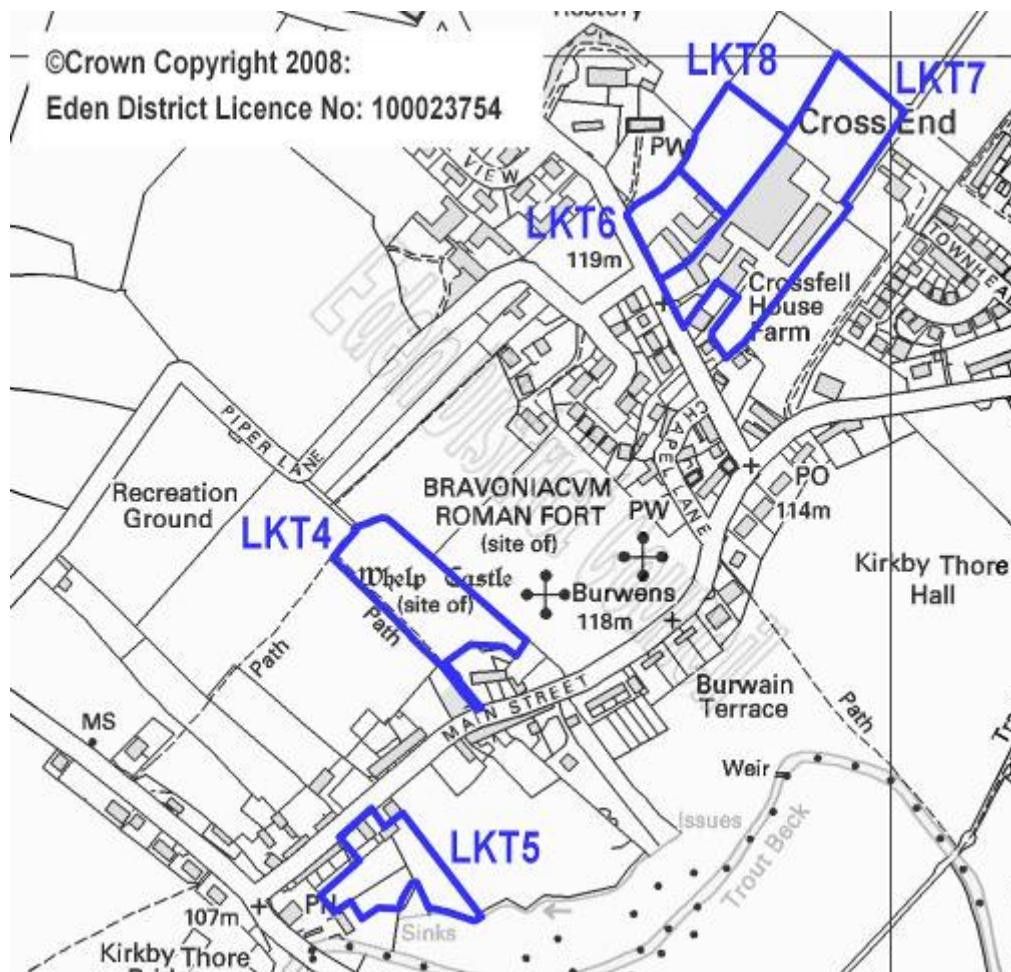 ©Crown Copyright 2008:
Eden District Licence No: 100023754
LKT8
LKT7
Cross End
PW
VIEW
LKT6
119m
TOWNHEA
Crossfell
House
Farm
PIPER LANE
CHAPEL LANE
Recreation
Ground
BRAVONIACVM
ROMAN FORT
(site of)
PW
PO
114m
LKT4
Whelp Castle
(site of)
Burwens
118m
Kirkby Thore
Hall
Path
Path
MAIN STREET
Burwain
Terrace
Path
MS
Weir
Issues
Trout Beck
LKT5
PH
107m
Sinks
Kirkby Thore